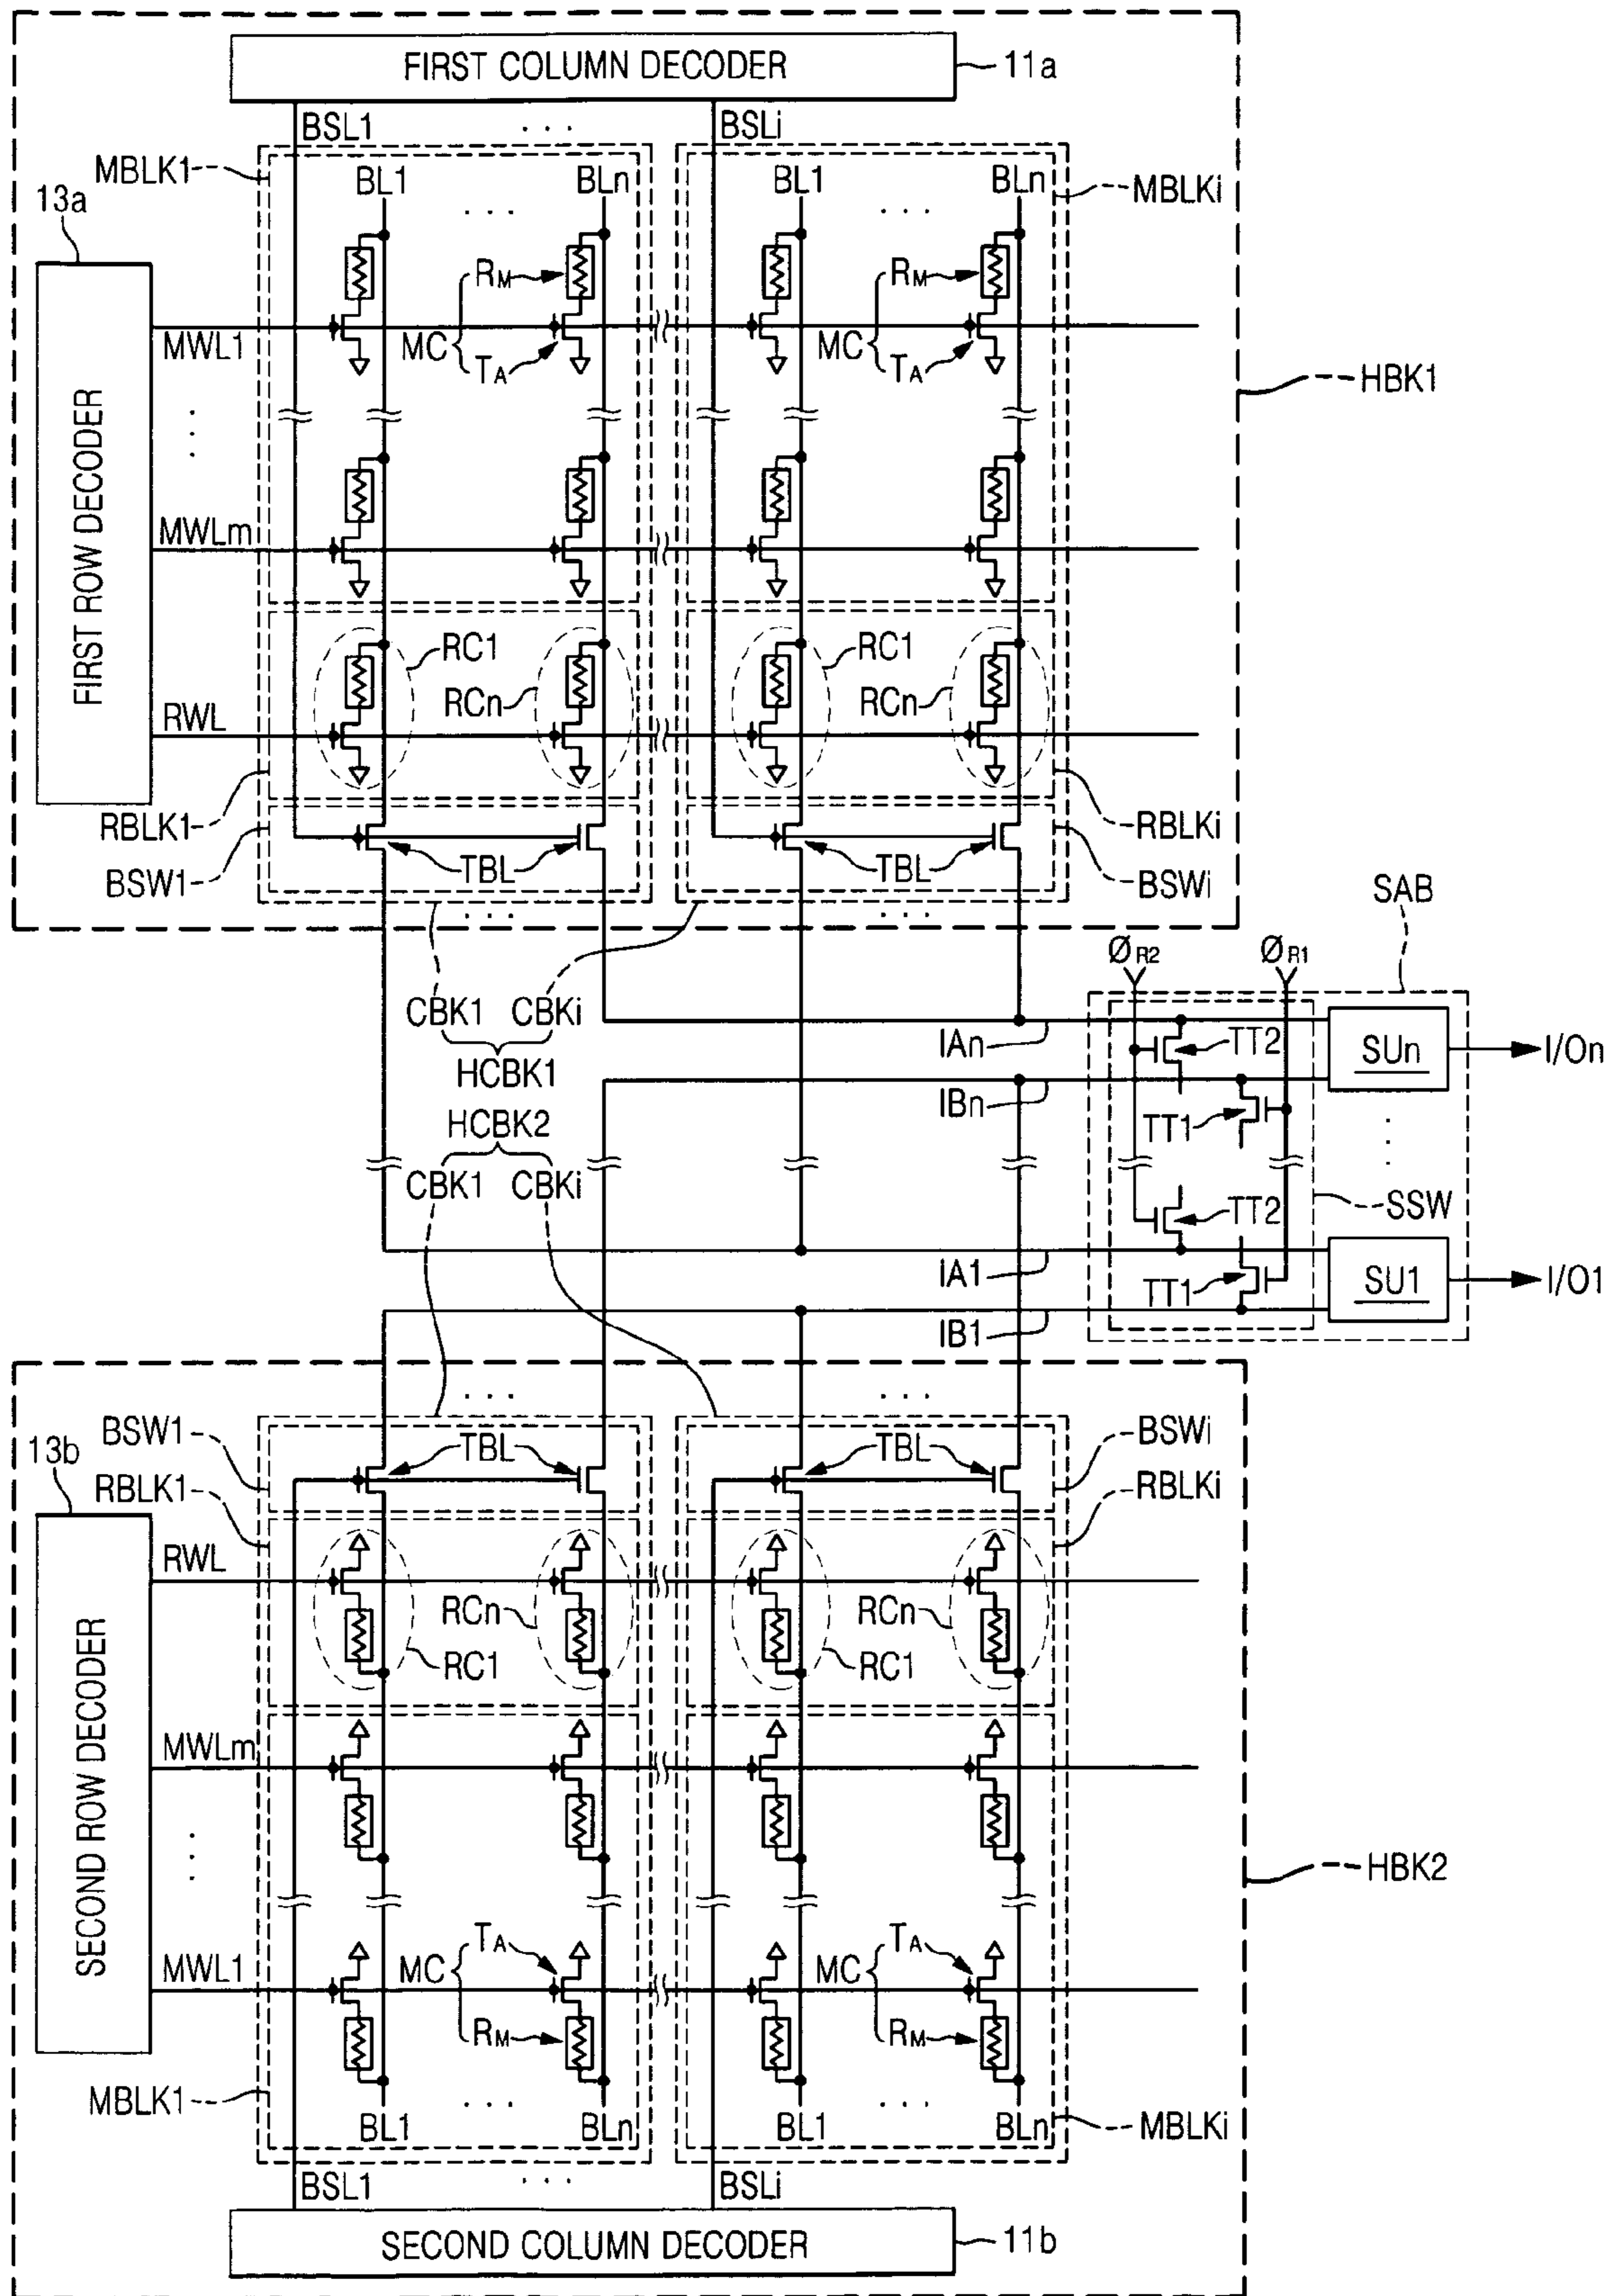 FIRST COLUMN DECODER 11a
BSL1 . . . BSLi
MBLK1 BL1 . . . BLn BL1 . . . BLn MBLKi
13a
RM RM
MWL1 MC MC
TA TA
HBK1
FIRST ROW DECODER
MWLm
RC1 RC1
RCn RCn
RWL
RBLK1 RBLKi
TBL TBL
BSW1 BSWi
SAB
ØR2 ØR1
CBK1 CBKi
HCBK1
IAn TT2 SUn I/On
IBn TT1
HCBK2
CBK1 CBKi
TT2 SSW
IA1 TT1 SU1 I/O1
IB1
BSW1 TBL TBL BSWi
13b
RBLK1 RBLKi
RWL
RCn RCn
RC1 RC1
MWLm
SECOND ROW DECODER
HBK2
TA TA
MWL1 MC MC
RM RM
MBLK1 BL1 . . . BLn BL1 . . . BLn MBLKi
BSL1 . . . BSLi
SECOND COLUMN DECODER 11b